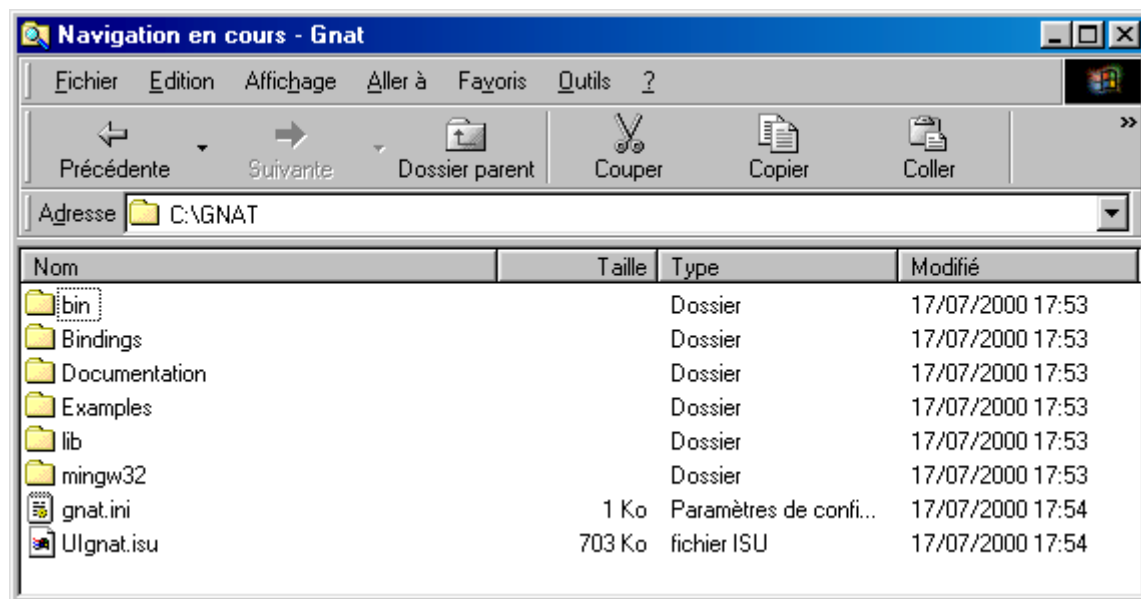 Navigation en cours - Gnat
Fichier Edition Affichage Aller à Favoris Outils ?
Précédente Suivante Dossier parent Couper Copier Coller »
Adresse C:\GNAT
Nom Taille Type Modifié
bin Dossier 17/07/2000 17:53
Bindings Dossier 17/07/2000 17:53
Documentation Dossier 17/07/2000 17:53
Examples Dossier 17/07/2000 17:53
lib Dossier 17/07/2000 17:53
mingw32 Dossier 17/07/2000 17:53
gnat.ini 1 Ko Paramètres de confi... 17/07/2000 17:54
UIgnat.isu 703 Ko fichier ISU 17/07/2000 17:54